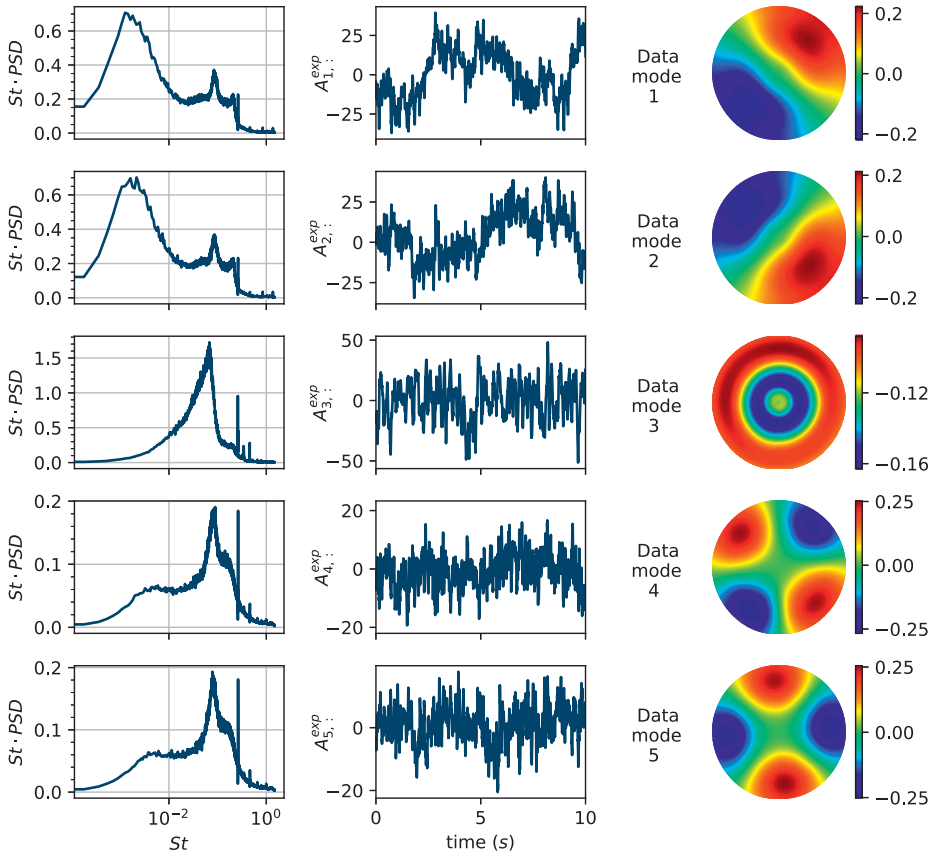 St · PSD
0.6
0.4
0.2
0.0
A^{exp}_{1,:}
25
0
−25
Data
mode
1
0.2
0.0
−0.2
St · PSD
0.6
0.4
0.2
0.0
A^{exp}_{2,:}
25
0
−25
Data
mode
2
0.2
0.0
−0.2
St · PSD
1.5
1.0
0.5
0.0
A^{exp}_{3,:}
50
0
−50
Data
mode
3
−0.12
−0.16
St · PSD
0.2
0.1
0.0
A^{exp}_{4,:}
20
0
−20
Data
mode
4
0.25
0.00
−0.25
St · PSD
0.2
0.1
0.0
10^{−2} 10^{0}
St
A^{exp}_{5,:}
0
−20
0 5 10
time (s)
Data
mode
5
0.25
0.00
−0.25